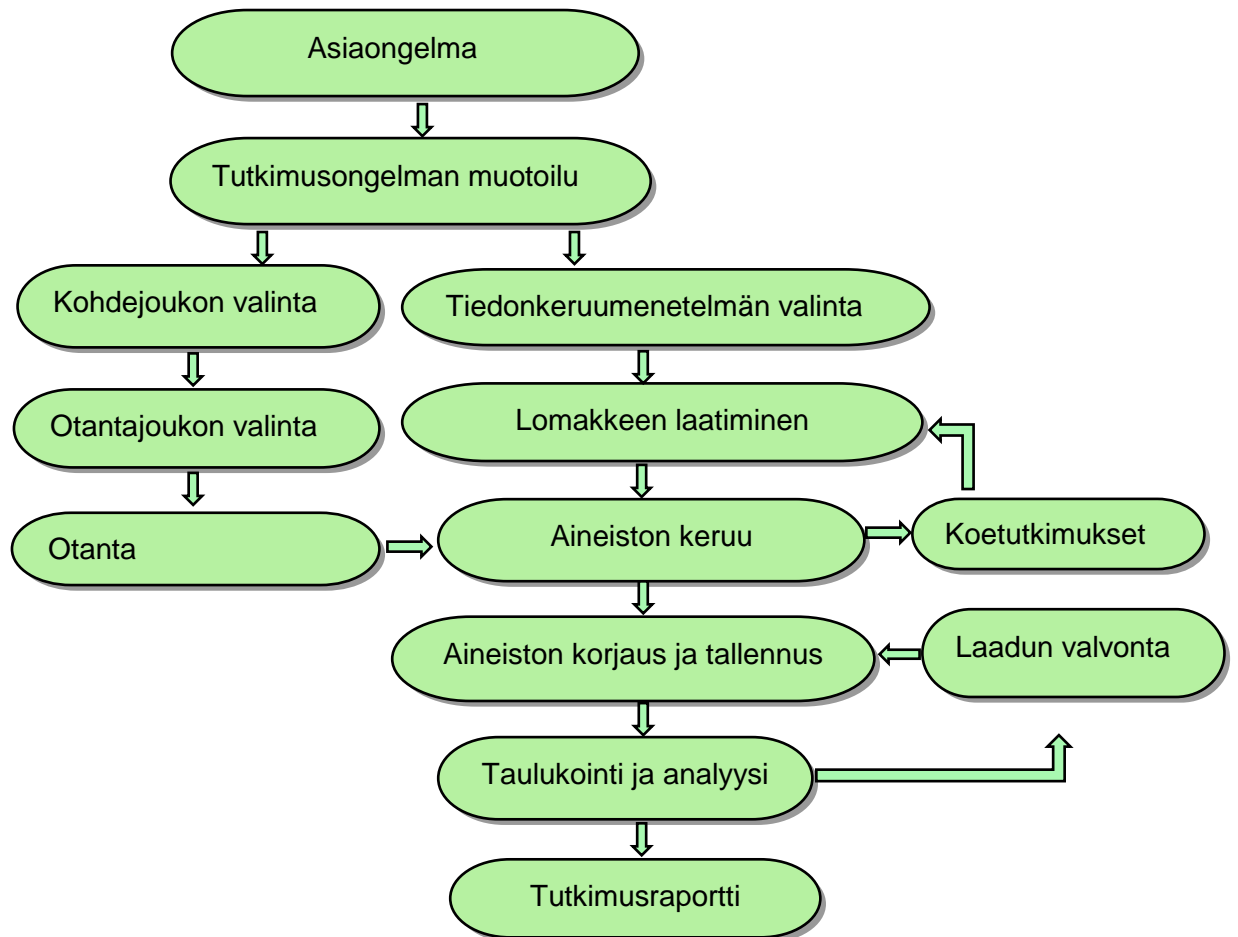 Asiaongelma
Tutkimusongelman muotoilu
Kohdejoukon valinta
Tiedonkeruumenetelmän valinta
Otantajoukon valinta
Lomakkeen laatiminen
Otanta
Aineiston keruu
Koetutkimukset
Aineiston korjaus ja tallennus
Laadun valvonta
Taulukointi ja analyysi
Tutkimusraportti